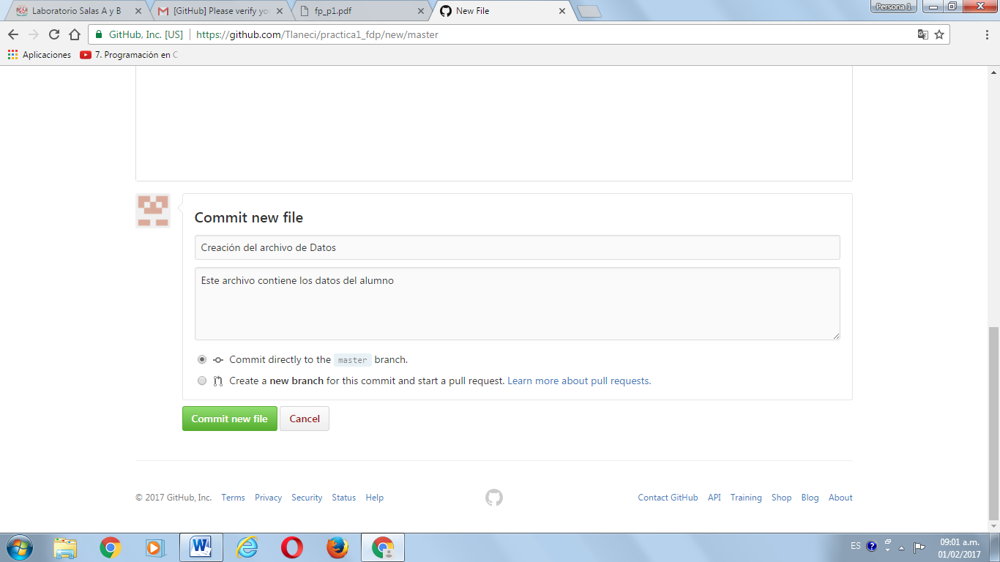 Laboratorio Salas A y B
[GitHub] Please verify yo
fp_p1.pdf
New File
Persona 1
GitHub, Inc. [US]
https://github.com/Tlaneci/practica1_fdp/new/master
Aplicaciones
7. Programación en C
Commit new file
Creación del archivo de Datos
Este archivo contiene los datos del alumno
Commit directly to the master branch.
Create a new branch for this commit and start a pull request. Learn more about pull requests.
Commit new file
Cancel
© 2017 GitHub, Inc. Terms Privacy Security Status Help
Contact GitHub API Training Shop Blog About
ES
09:01 a.m.
01/02/2017